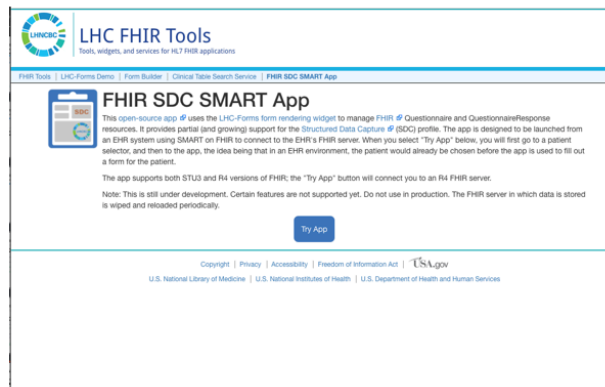 LHNCBC
LHC FHIR Tools
Tools, widgets, and services for HL7 FHIR applications
FHIR Tools | LHC-Forms Demo | Form Builder | Clinical Table Search Service | FHIR SDC SMART App
SDC
FHIR SDC SMART App
This open-source app uses the LHC-Forms form rendering widget to manage FHIR Questionnaire and QuestionnaireResponse
resources. It provides partial (and growing) support for the Structured Data Capture (SDC) profile. The app is designed to be launched from
an EHR system using SMART on FHIR to connect to the EHR's FHIR server. When you select "Try App" below, you will first go to a patient
selector, and then to the app, the idea being that in an EHR environment, the patient would already be chosen before the app is used to fill out
a form for the patient.
The app supports both STU3 and R4 versions of FHIR; the "Try App" button will connect you to an R4 FHIR server.
Note: This is still under development. Certain features are not supported yet. Do not use in production. The FHIR server in which data is stored
is wiped and reloaded periodically.
Try App
Copyright | Privacy | Accessibility | Freedom of Information Act | USA.gov
U.S. National Library of Medicine | U.S. National Institutes of Health | U.S. Department of Health and Human Services